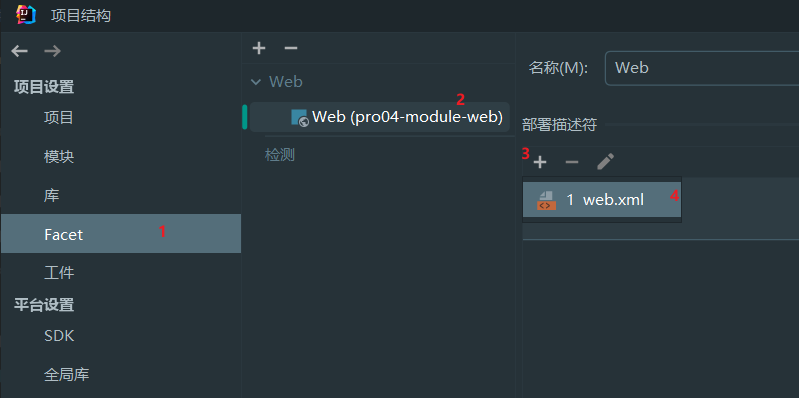 项目结构
项目设置
项目
模块
库
Facet 1
工件
平台设置
SDK
全局库
Web
2
Web (pro04-module-web)
检测
名称(M): Web
部署描述符
3
1 web.xml 4